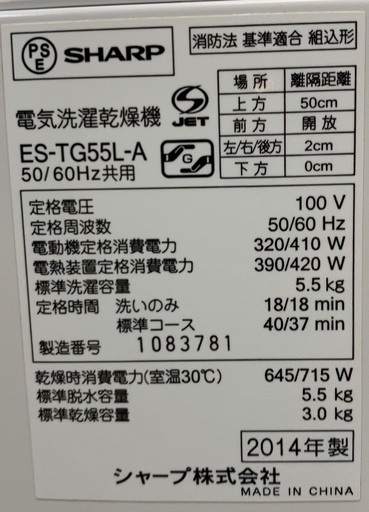 PSE SHARP
消防法 基準適合 組込形
電気洗濯乾燥機
S JET
ES-TG55L-A
G
50/60Hz共用
場所 離隔距離
上方 50cm
前方 開放
左/右/後方 2cm
下方 0cm
定格電圧 100 V
定格周波数 50/60 Hz
電動機定格消費電力 320/410 W
電熱装置定格消費電力 390/420 W
標準洗濯容量 5.5kg
定格時間 洗いのみ 18/18 min
標準コース 40/37 min
製造番号 1083781
乾燥時消費電力(室温30℃) 645/715 W
標準脱水容量 5.5 kg
標準乾燥容量 3.0 kg
2014年製
シャープ株式会社
MADE IN CHINA